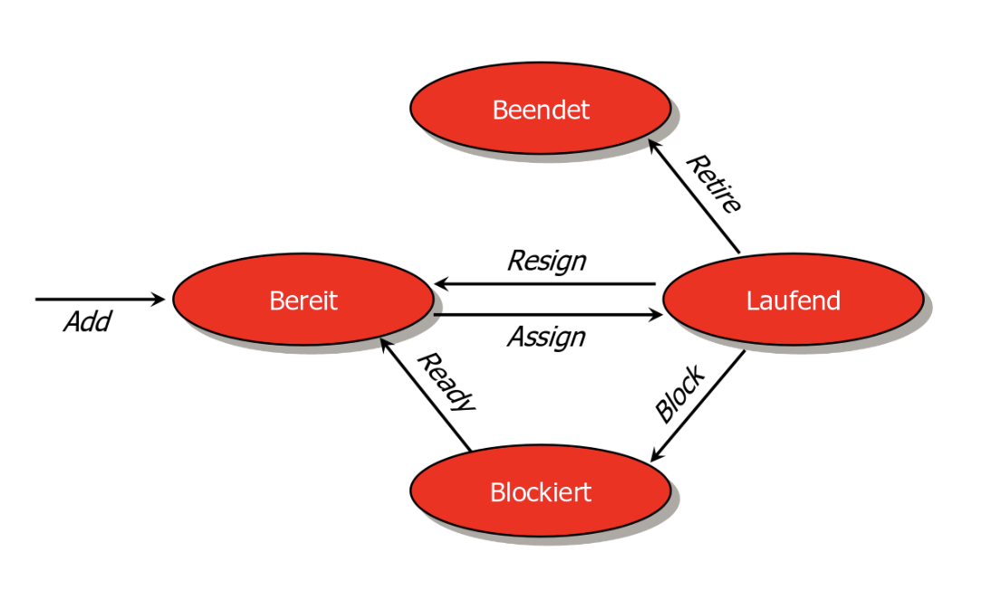 Beendet
Retire
Resign
Bereit
Laufend
Add
Assign
Ready
Block
Blockiert